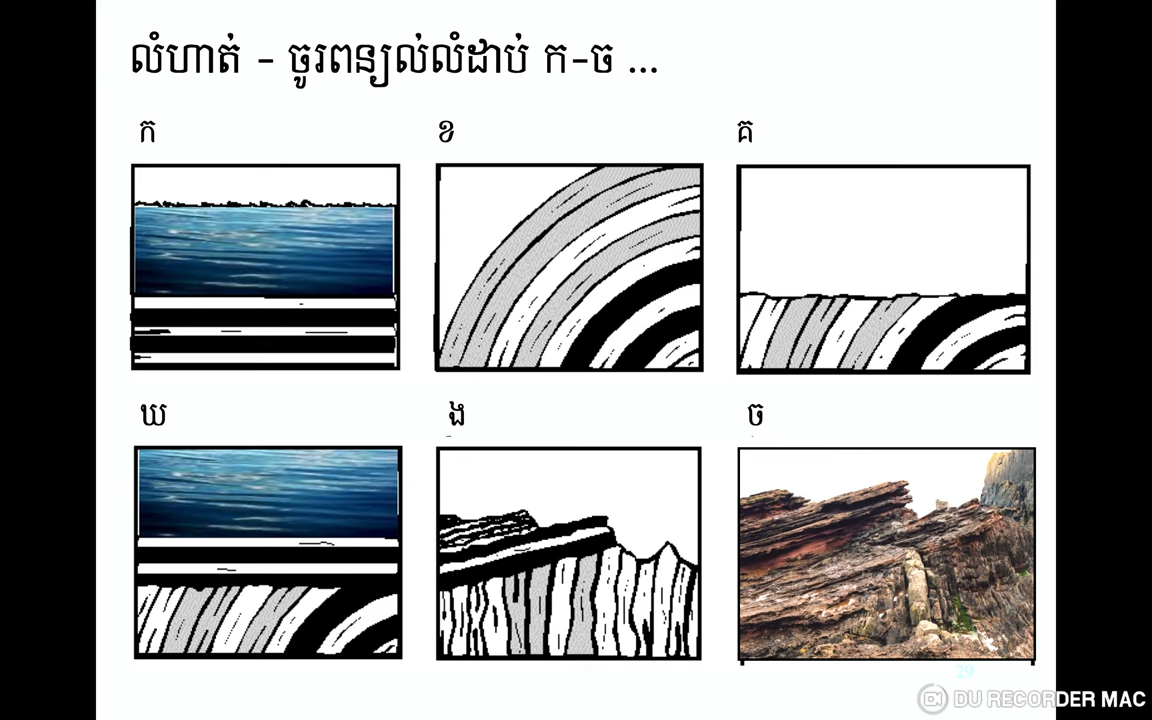 លំហាត់ - ចូរពន្យល់លំដាប់ ក-ច ...
ក ខ គ
ឃ ង ច
29
DU RECORDER MAC